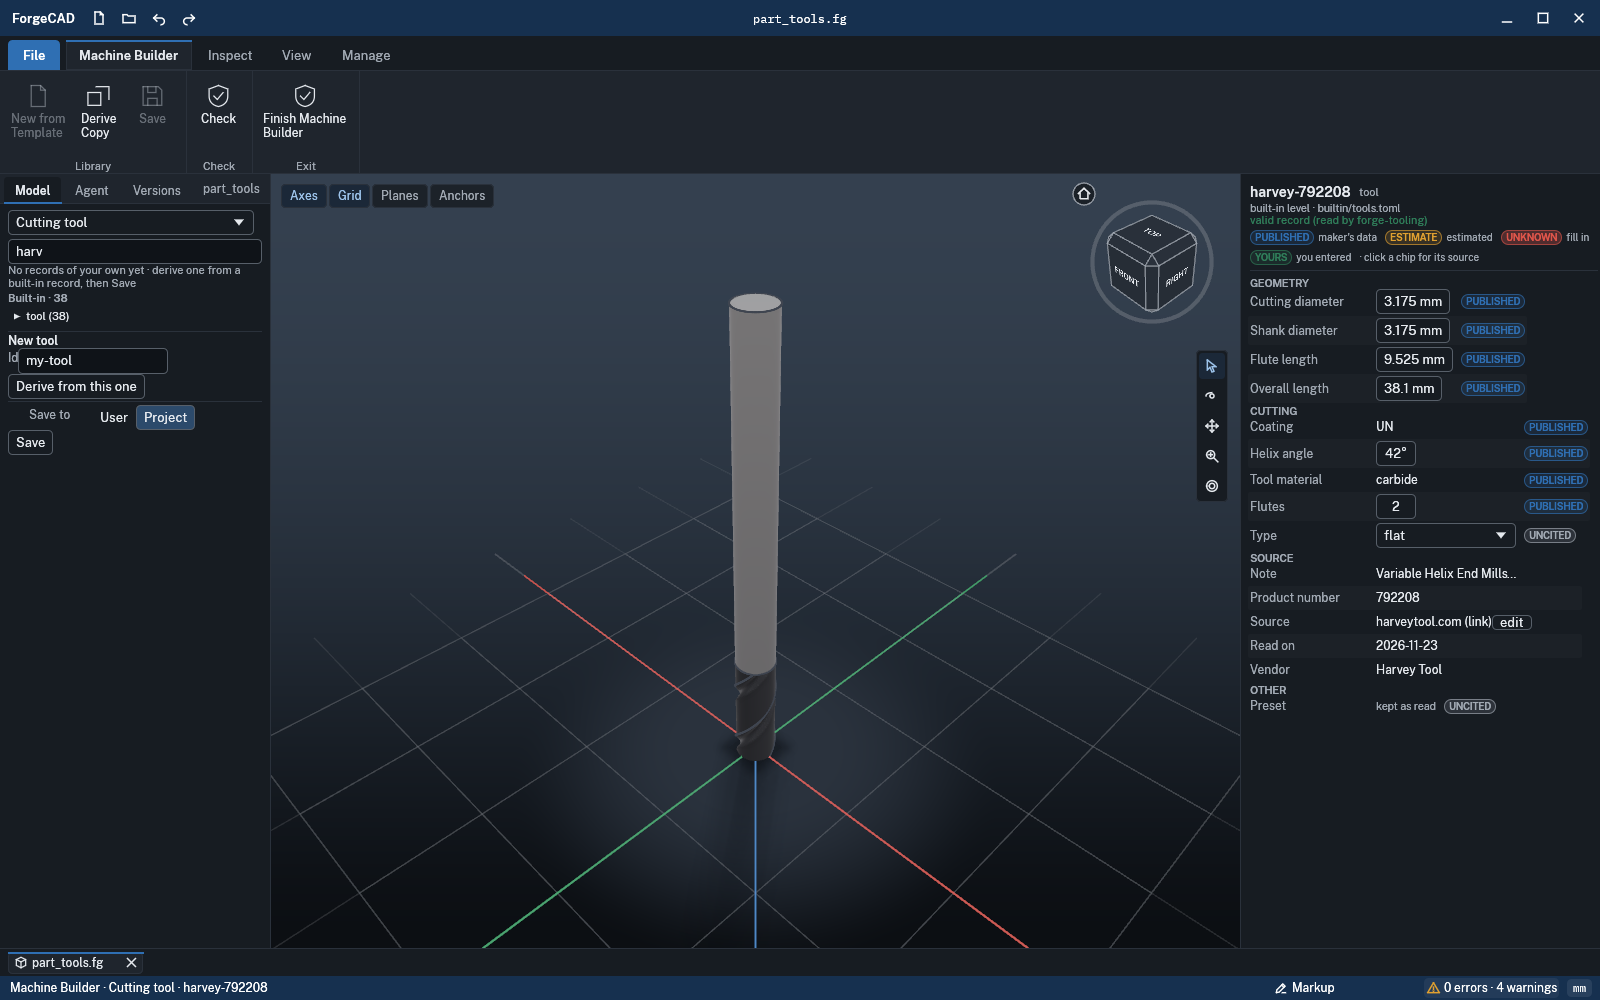 ForgeCAD
part_tools.fg
File
Machine Builder
Inspect
View
Manage
New from
Template
Derive
Copy
Save
Check
Finish Machine
Builder
Library
Check
Exit
Model
Agent
Versions
part_tools
Cutting tool
harv
No records of your own yet · derive one from a
built-in record, then Save
Built-in · 38
tool (38)
New tool
Id
my-tool
Derive from this one
Save to
User
Project
Save
Axes
Grid
Planes
Anchors
TOP
FRONT
RIGHT
harvey-792208 tool
built-in level · builtin/tools.toml
valid record (read by forge-tooling)
PUBLISHED maker's data ESTIMATE estimated UNKNOWN fill in
YOURS you entered · click a chip for its source
GEOMETRY
Cutting diameter 3.175 mm PUBLISHED
Shank diameter 3.175 mm PUBLISHED
Flute length 9.525 mm PUBLISHED
Overall length 38.1 mm PUBLISHED
CUTTING
Coating UN PUBLISHED
Helix angle 42° PUBLISHED
Tool material carbide PUBLISHED
Flutes 2 PUBLISHED
Type flat UNCITED
SOURCE
Note Variable Helix End Mills...
Product number 792208
Source harveytool.com (link) edit
Read on 2026-11-23
Vendor Harvey Tool
OTHER
Preset kept as read UNCITED
part_tools.fg
Machine Builder · Cutting tool · harvey-792208
Markup
0 errors · 4 warnings
mm